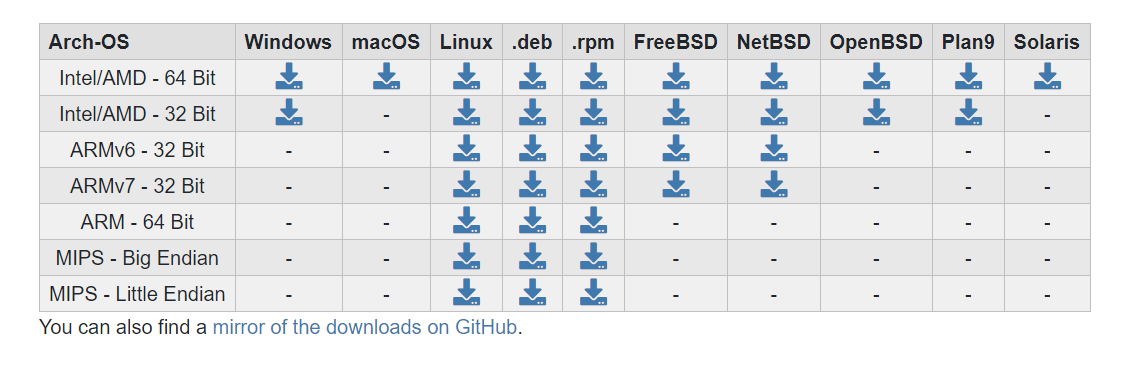 Arch-OS Windows macOS Linux .deb .rpm FreeBSD NetBSD OpenBSD Plan9 Solaris
Intel/AMD - 64 Bit
Intel/AMD - 32 Bit - -
ARMv6 - 32 Bit - - - - -
ARMv7 - 32 Bit - - - - -
ARM - 64 Bit - - - - - - -
MIPS - Big Endian - - - - - - -
MIPS - Little Endian - - - - - - -
You can also find a mirror of the downloads on GitHub.